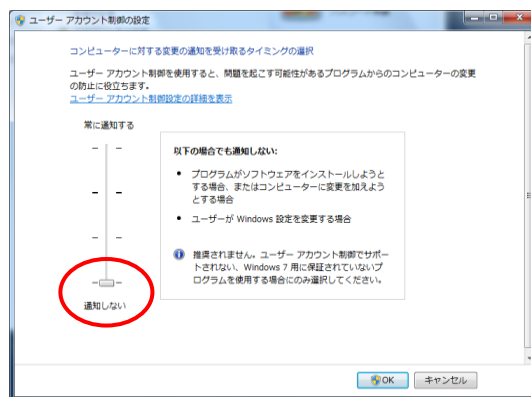 ユーザー アカウント制御の設定
コンピューターに対する変更の通知を受け取るタイミングの選択
ユーザー アカウント制御を使用すると、問題を起こす可能性があるプログラムからのコンピューターの変更
の防止に役立ちます。
ユーザー アカウント制御設定の詳細を表示
常に通知する
以下の場合でも通知しない:
• プログラムがソフトウェアをインストールしようと
する場合、またはコンピューターに変更を加えよう
とする場合
• ユーザーが Windows 設定を変更する場合
推奨されません。ユーザー アカウント制御でサポー
トされない、Windows 7 用に保証されていないプ
ログラムを使用する場合にのみ選択してください。
通知しない
OK
キャンセル